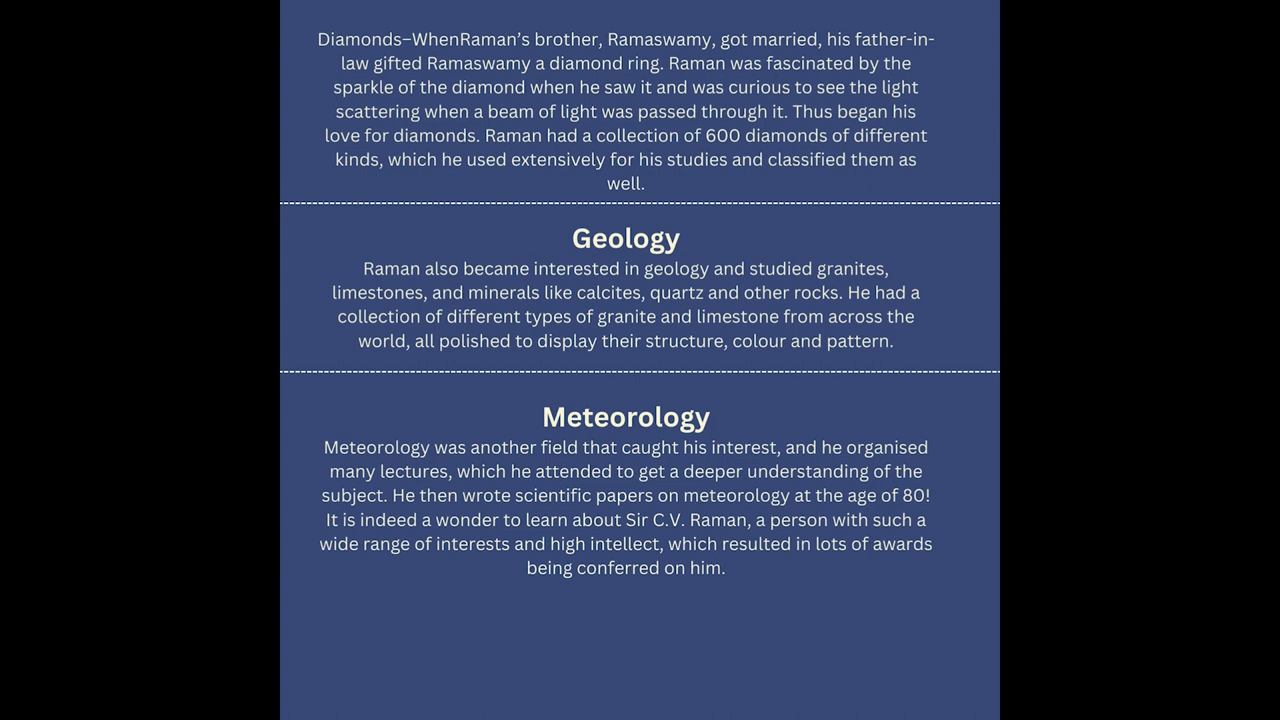 Diamonds–WhenRaman's brother, Ramaswamy, got married, his father-in-
law gifted Ramaswamy a diamond ring. Raman was fascinated by the
sparkle of the diamond when he saw it and was curious to see the light
scattering when a beam of light was passed through it. Thus began his
love for diamonds. Raman had a collection of 600 diamonds of different
kinds, which he used extensively for his studies and classified them as
well.
Geology
Raman also became interested in geology and studied granites,
limestones, and minerals like calcites, quartz and other rocks. He had a
collection of different types of granite and limestone from across the
world, all polished to display their structure, colour and pattern.
Meteorology
Meteorology was another field that caught his interest, and he organised
many lectures, which he attended to get a deeper understanding of the
subject. He then wrote scientific papers on meteorology at the age of 80!
It is indeed a wonder to learn about Sir C.V. Raman, a person with such a
wide range of interests and high intellect, which resulted in lots of awards
being conferred on him.